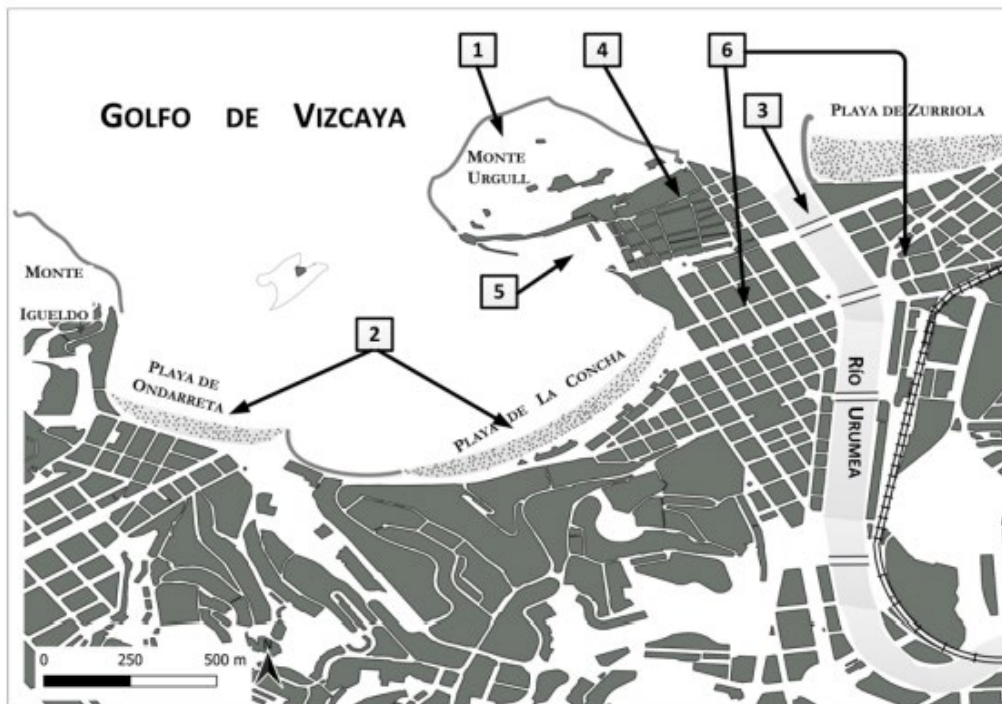 1
4
6
GOLFO DE VIZCAYA
3
PLAYA DE ZURRIOLA
MONTE
URGULL
MONTE
IGUELDO
5
2
PLAYA DE
ONDARRETA
PLAYA DE LA CONCHA
RÍO
URUMEA
N
0 250 500 m